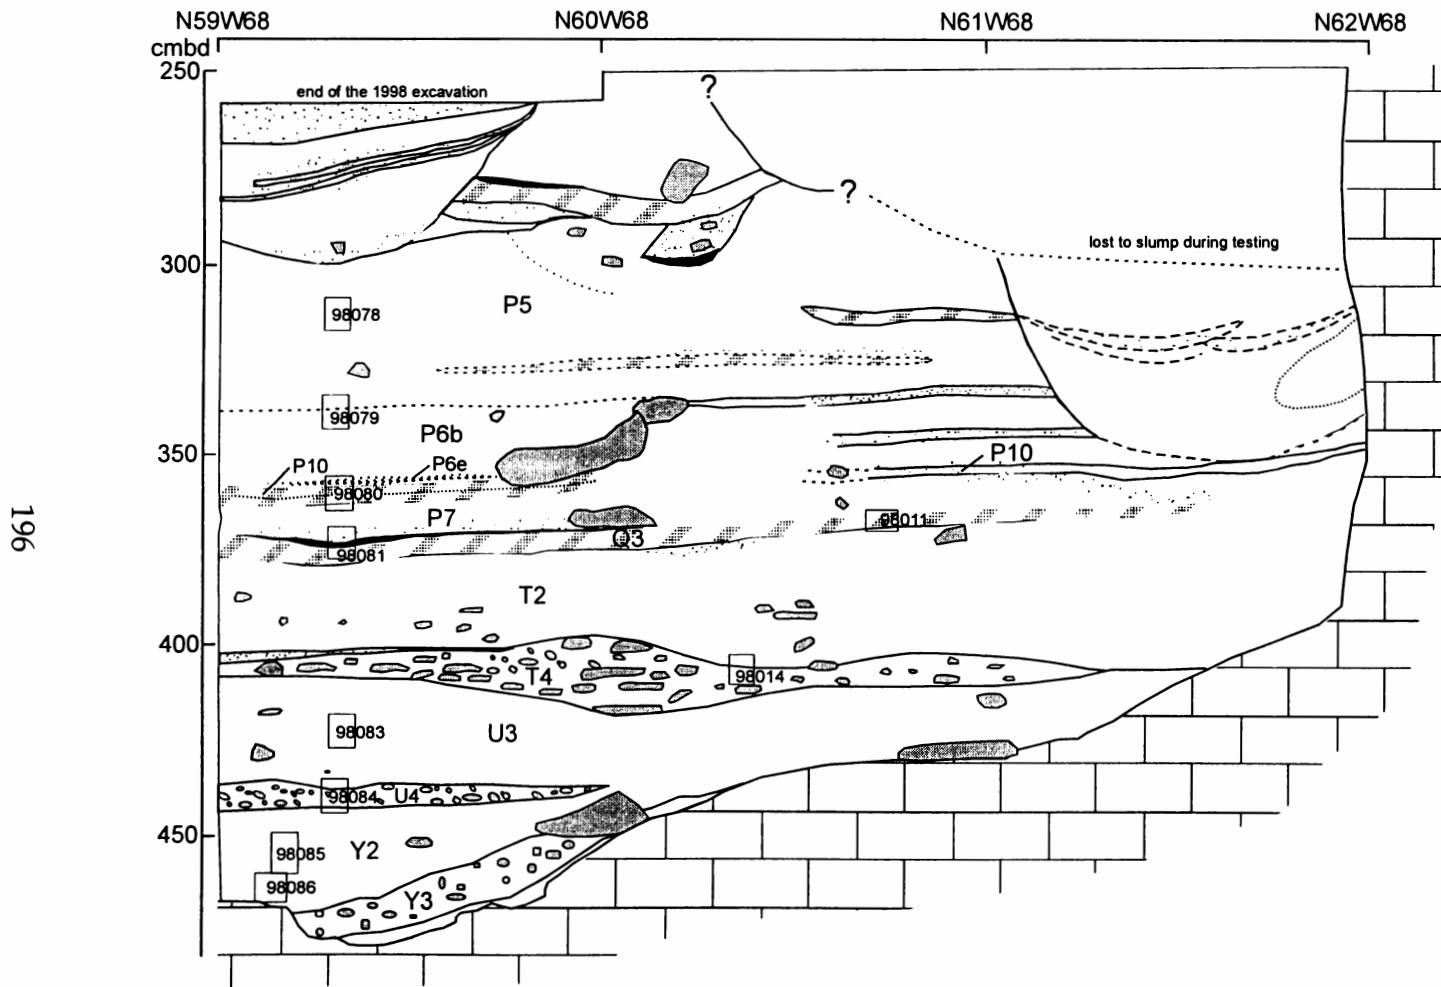 N59W68 N60W68 N61W68 N62W68
cmbd
250
end of the 1998 excavation
?
?
lost to slump during testing
300
98078
P5
98079
P6b
350
P10
P6e
P10
98080
P7
98011
Q3
98081
T2
400
T4
98014
98083
U3
98084
U4
450
98085
Y2
98086
Y3
196